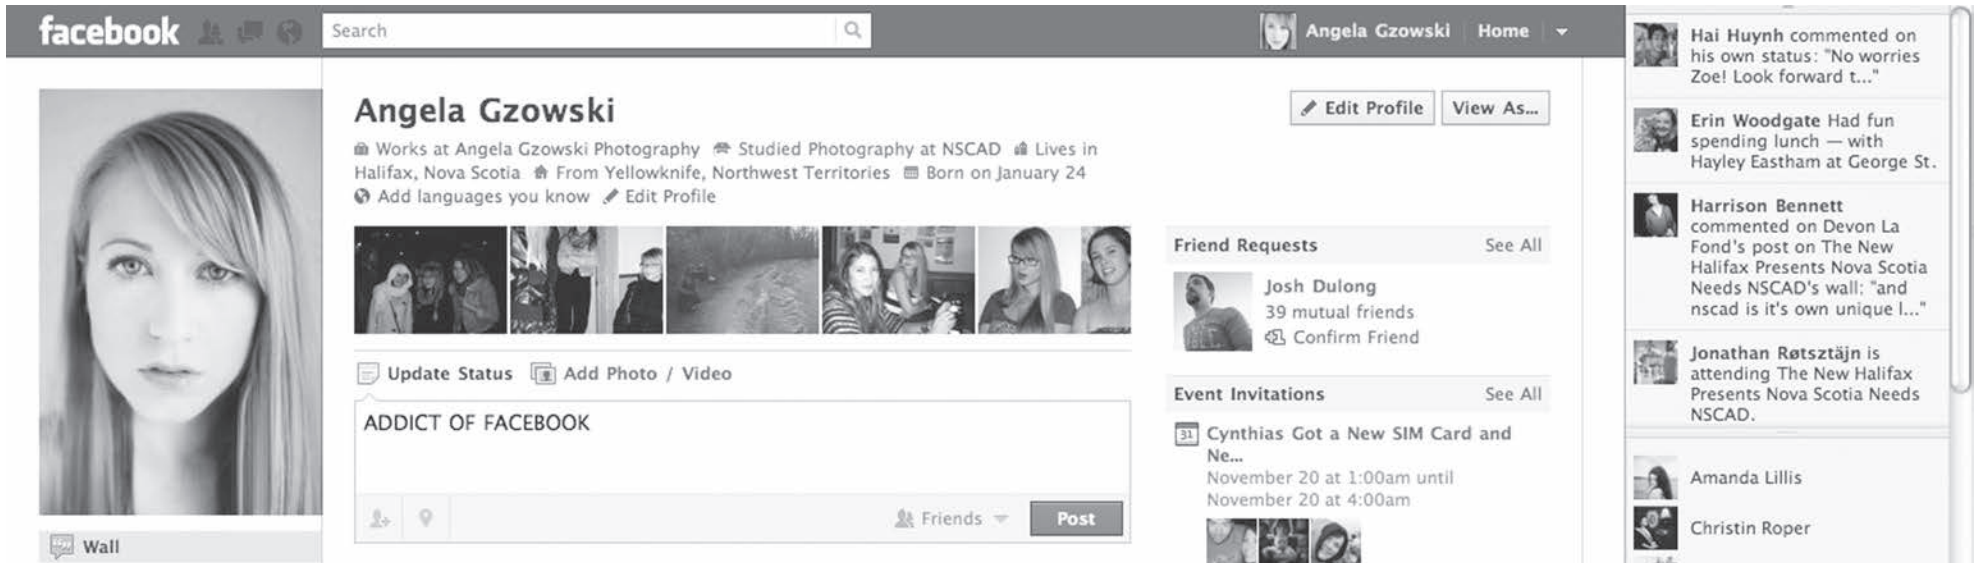 facebook
Search
Angela Gzowski
Home
Angela Gzowski
Edit Profile
View As...
Works at Angela Gzowski Photography Studied Photography at NSCAD Lives in
Halifax, Nova Scotia From Yellowknife, Northwest Territories Born on January 24
Add languages you know Edit Profile
Update Status Add Photo / Video
ADDICT OF FACEBOOK
Friends
Post
Wall
Friend Requests See All
Josh Dulong
39 mutual friends
Confirm Friend
Event Invitations See All
31
Cynthias Got a New SIM Card and
Ne...
November 20 at 1:00am until
November 20 at 4:00am
Hai Huynh commented on
his own status: "No worries
Zoe! Look forward t..."
Erin Woodgate Had fun
spending lunch — with
Hayley Eastham at George St.
Harrison Bennett
commented on Devon La
Fond's post on The New
Halifax Presents Nova Scotia
Needs NSCAD's wall: "and
nscad is it's own unique l..."
Jonathan Røtsztäjn is
attending The New Halifax
Presents Nova Scotia Needs
NSCAD.
Amanda Lillis
Christin Roper